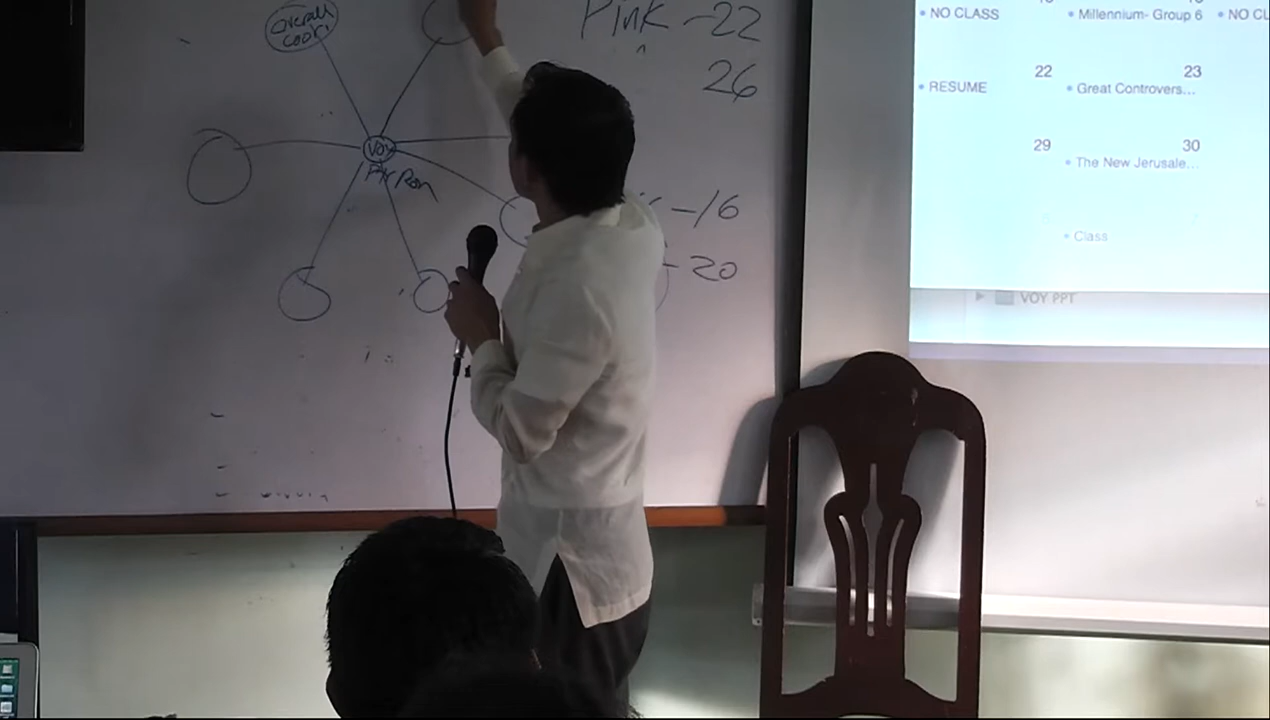 Overall
coor.
Pink - 22
26
VOY
- 16
- 20
• NO CLASS
• Millennium- Group 6
• NO CL
22
23
• RESUME
• Great Controvers...
29
30
• The New Jerusale...
• Class
VOY PPT